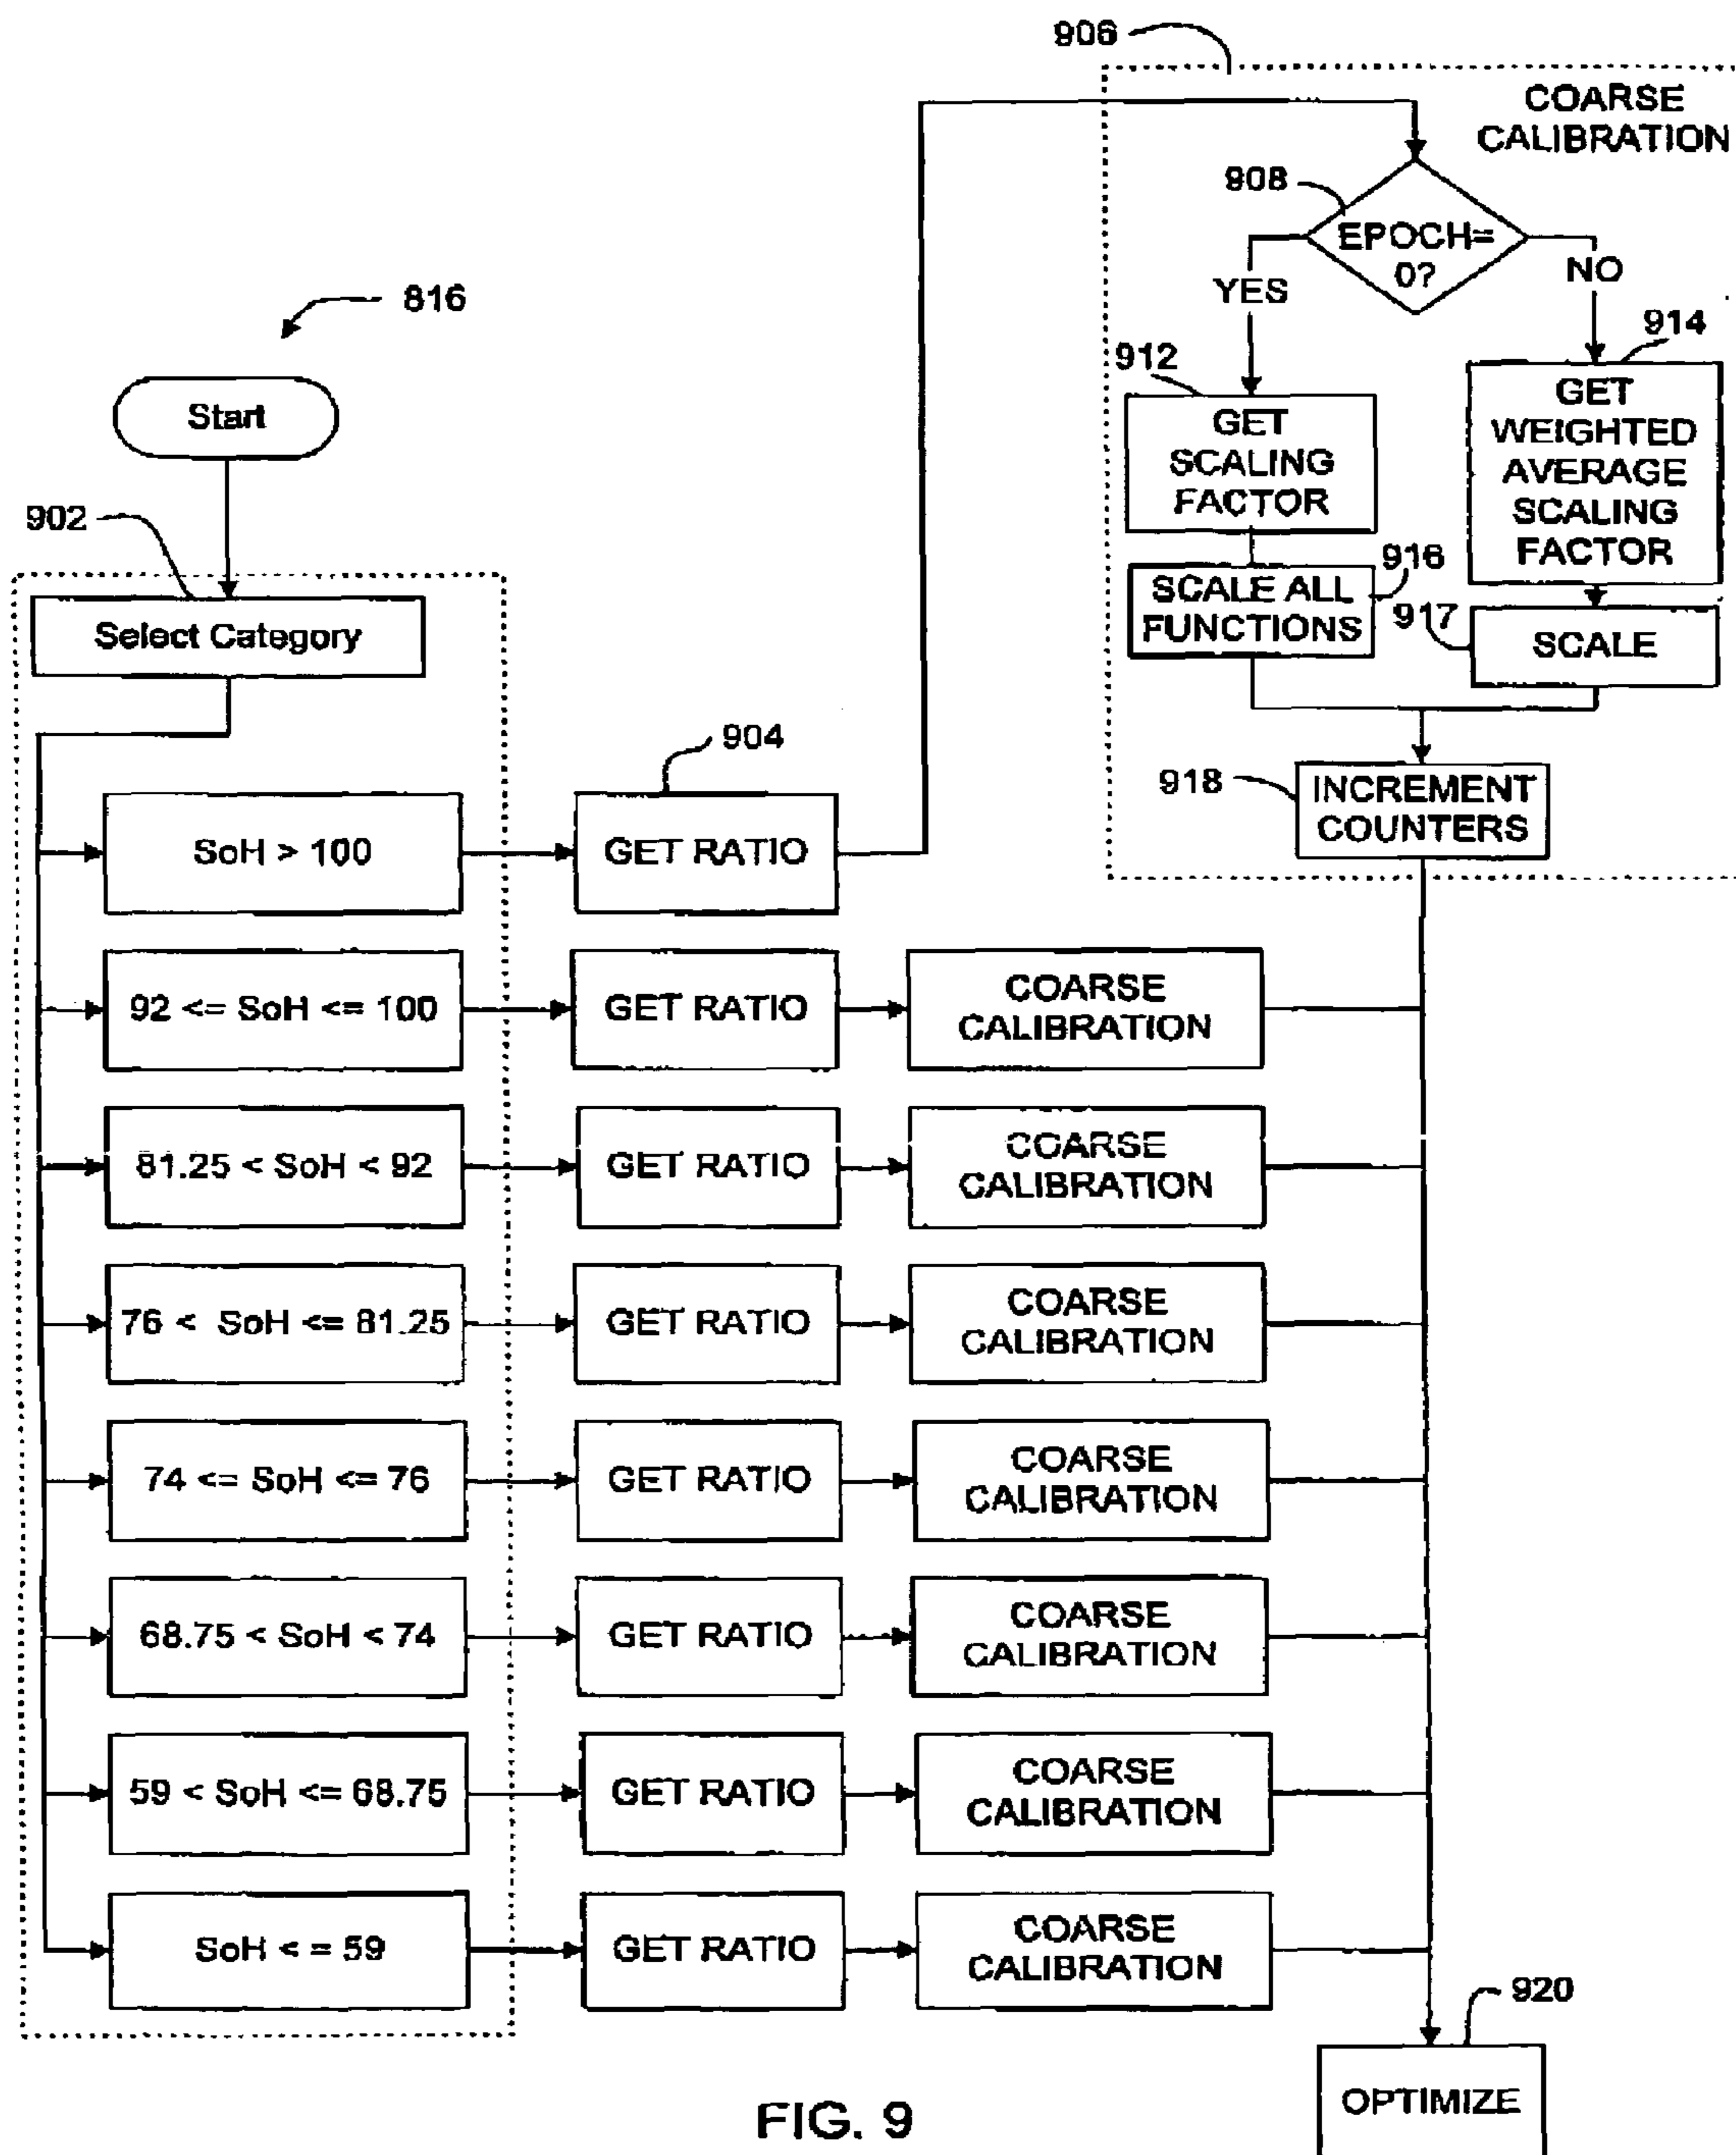 906
COARSE
CALIBRATION
908
EPOCH=
0?
YES
NO
816
Start
912
914
GET
SCALING
FACTOR
GET
WEIGHTED
AVERAGE
SCALING
FACTOR
902
916
Select Category
SCALE ALL
FUNCTIONS
917
SCALE
904
918
INCREMENT
COUNTERS
SoH > 100
GET RATIO
92 <= SoH <= 100
GET RATIO
COARSE
CALIBRATION
81.25 < SoH < 92
GET RATIO
COARSE
CALIBRATION
76 < SoH <= 81.25
GET RATIO
COARSE
CALIBRATION
74 <= SoH <= 76
GET RATIO
COARSE
CALIBRATION
68.75 < SoH < 74
GET RATIO
COARSE
CALIBRATION
59 < SoH <= 68.75
GET RATIO
COARSE
CALIBRATION
SoH < = 59
GET RATIO
COARSE
CALIBRATION
920
OPTIMIZE
FIG. 9